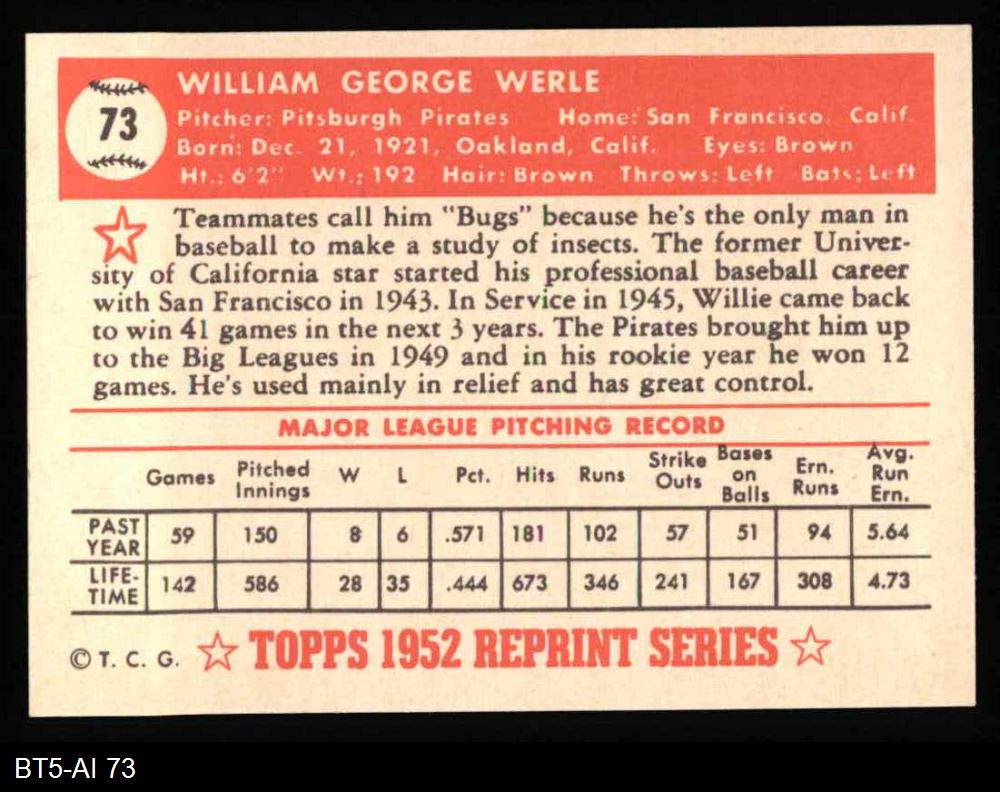 73
WILLIAM GEORGE WERLE
Pitcher: Pitsburgh Pirates Home: San Francisco, Calif.
Born: Dec. 21, 1921, Oakland, Calif. Eyes: Brown
Ht.: 6'2" Wt.: 192 Hair: Brown Throws: Left Bats: Left
Teammates call him "Bugs" because he's the only man in
baseball to make a study of insects. The former Univer-
sity of California star started his professional baseball career
with San Francisco in 1943. In Service in 1945, Willie came back
to win 41 games in the next 3 years. The Pirates brought him up
to the Big Leagues in 1949 and in his rookie year he won 12
games. He's used mainly in relief and has great control.
MAJOR LEAGUE PITCHING RECORD
Games Pitched Innings W L Pct. Hits Runs Strike Outs Bases on Balls Ern. Runs Avg. Run Ern.
PAST YEAR 59 150 8 6 .571 181 102 57 51 94 5.64
LIFE-TIME 142 586 28 35 .444 673 346 241 167 308 4.73
© T. C. G. TOPPS 1952 REPRINT SERIES
BT5-AI 73